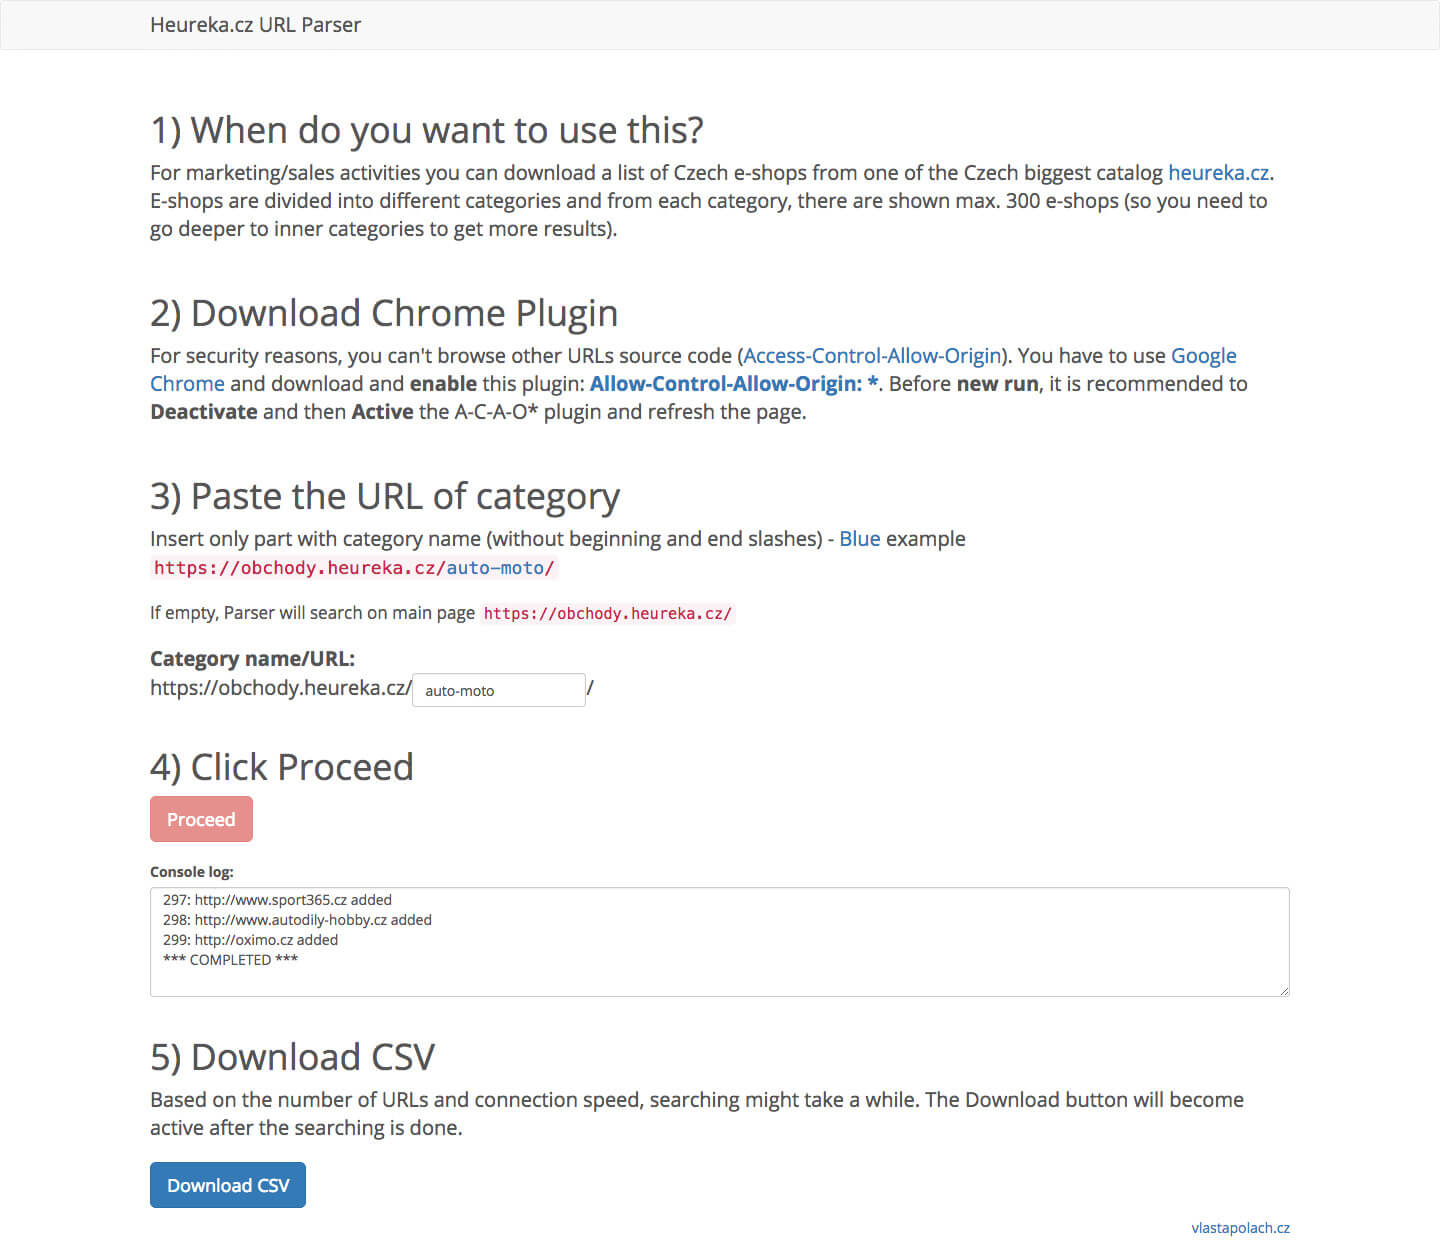 Heureka.cz URL Parser
1) When do you want to use this?
For marketing/sales activities you can download a list of Czech e-shops from one of the Czech biggest catalog heureka.cz.
E-shops are divided into different categories and from each category, there are shown max. 300 e-shops (so you need to
go deeper to inner categories to get more results).
2) Download Chrome Plugin
For security reasons, you can't browse other URLs source code (Access-Control-Allow-Origin). You have to use Google
Chrome and download and enable this plugin: Allow-Control-Allow-Origin: *. Before new run, it is recommended to
Deactivate and then Active the A-C-A-O* plugin and refresh the page.
3) Paste the URL of category
Insert only part with category name (without beginning and end slashes) - Blue example
https://obchody.heureka.cz/auto-moto/
If empty, Parser will search on main page https://obchody.heureka.cz/
Category name/URL:
https://obchody.heureka.cz/ auto-moto /
4) Click Proceed
Proceed
Console log:
297: http://www.sport365.cz added
298: http://www.autodily-hobby.cz added
299: http://oximo.cz added
*** COMPLETED ***
5) Download CSV
Based on the number of URLs and connection speed, searching might take a while. The Download button will become
active after the searching is done.
Download CSV
vlastapolach.cz